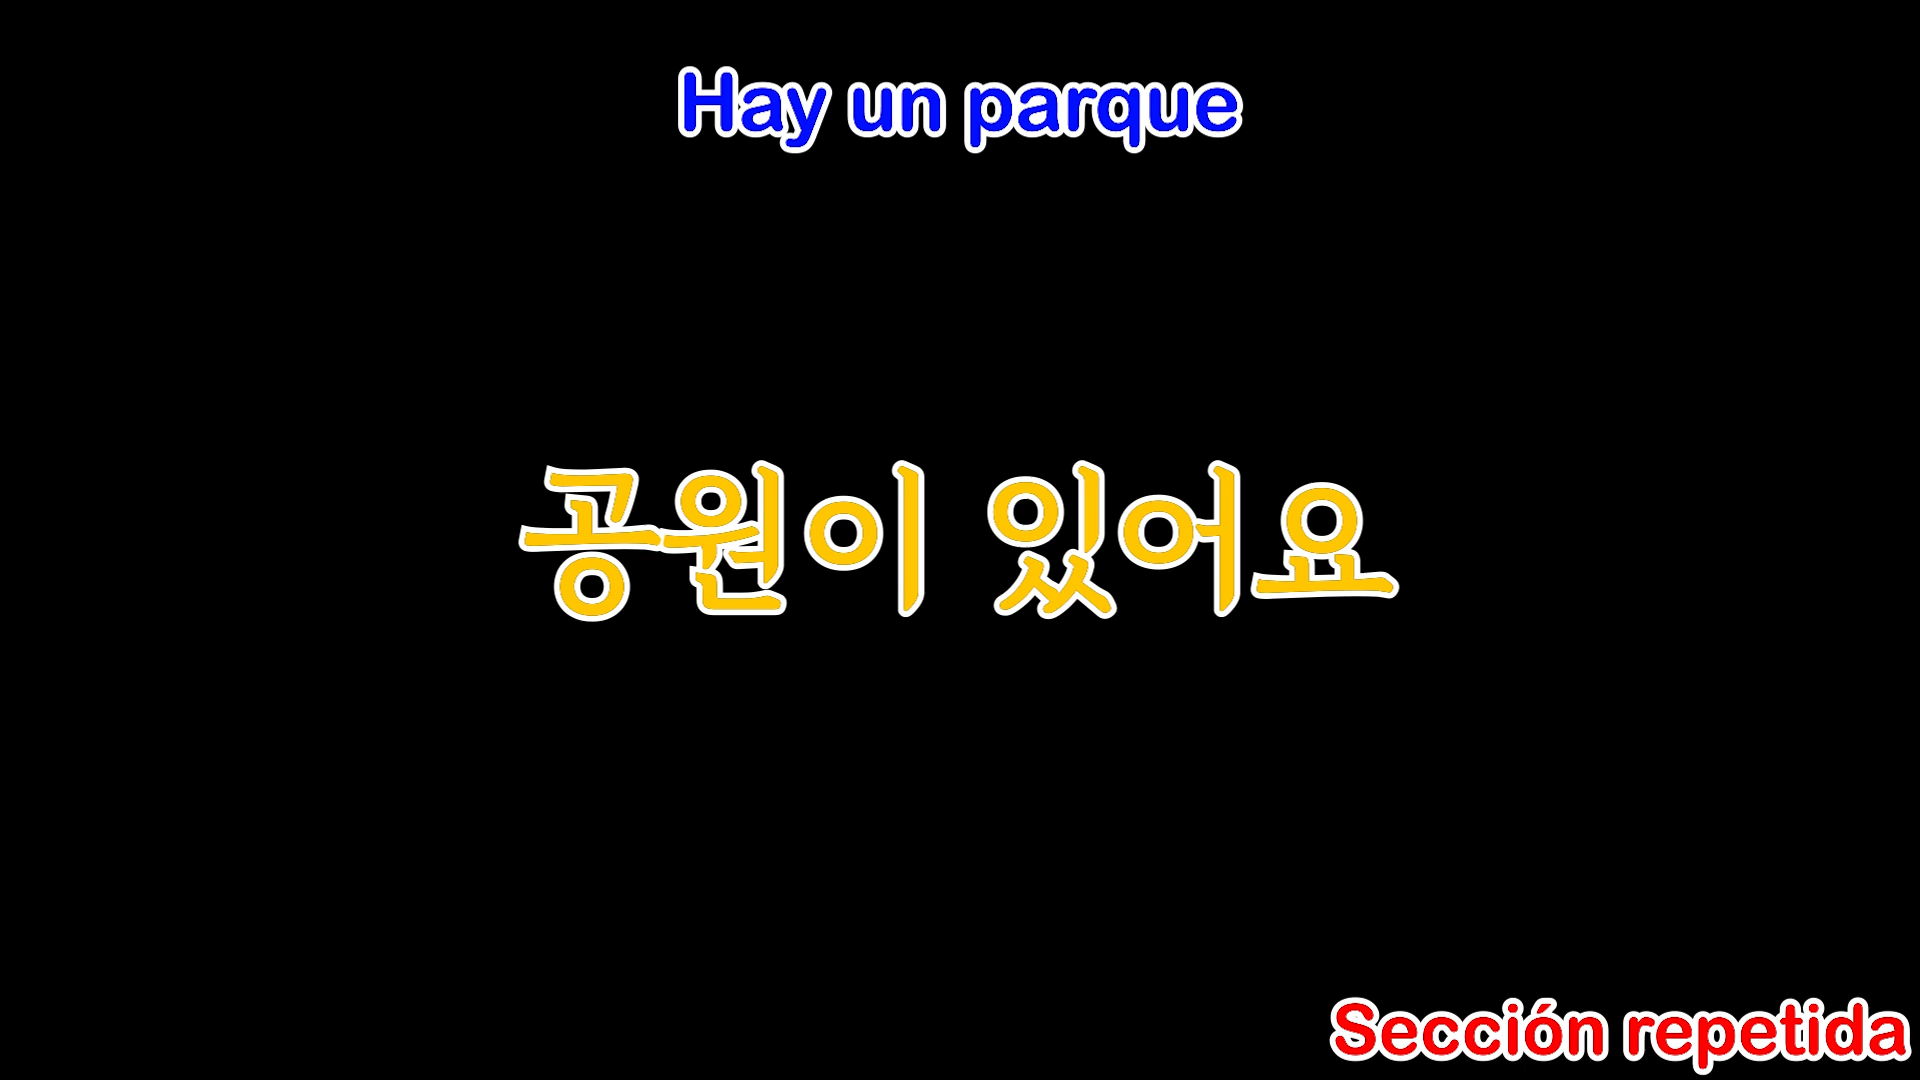 Hay un parque
공원이 있어요
Sección repetida